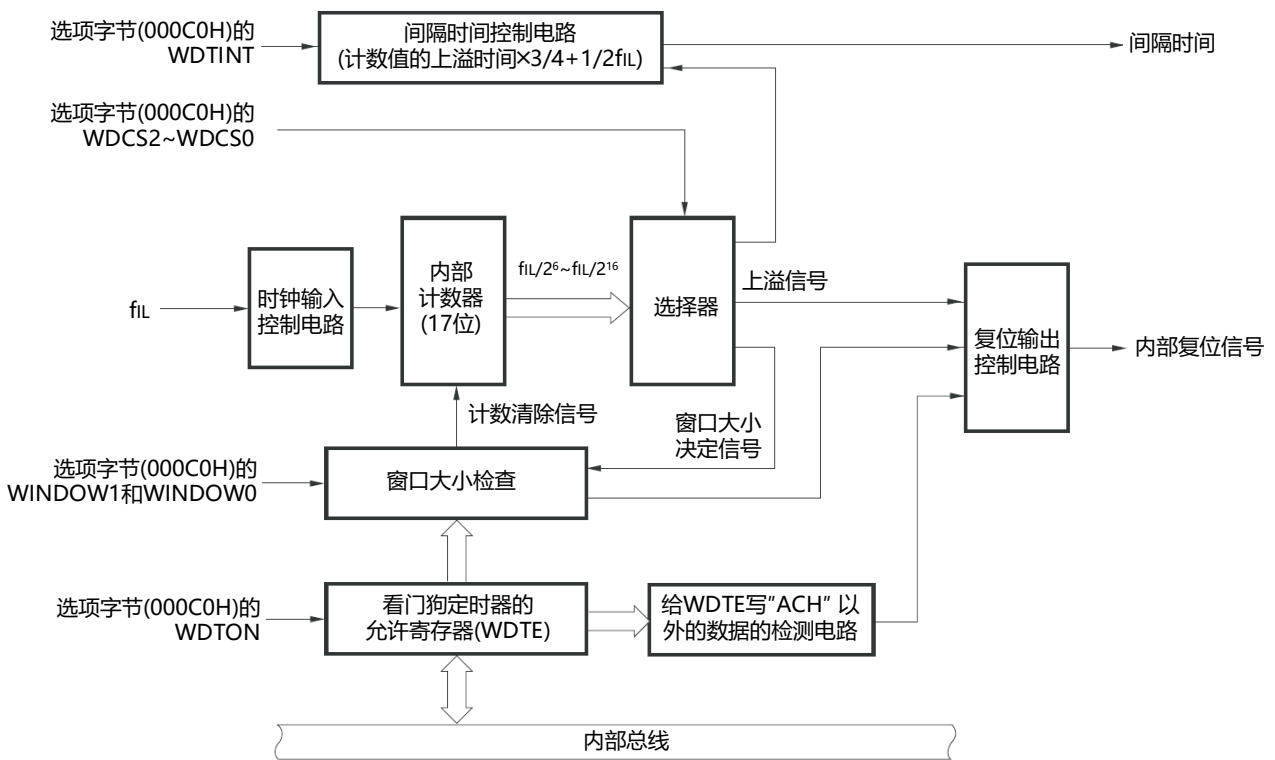 选项字节(000C0H)的
WDTINT
间隔时间控制电路
(计数值的上溢时间×3/4+1/2fIL)
间隔时间
选项字节(000C0H)的
WDCS2~WDCS0
fIL
时钟输入
控制电路
内部
计数器
(17位)
fIL/2⁶~fIL/2¹⁶
选择器
上溢信号
复位输出
控制电路
内部复位信号
计数清除信号
窗口大小
决定信号
选项字节(000C0H)的
WINDOW1和WINDOW0
窗口大小检查
选项字节(000C0H)的
WDTON
看门狗定时器的
允许寄存器(WDTE)
给WDTE写"ACH" 以
外的数据的检测电路
内部总线